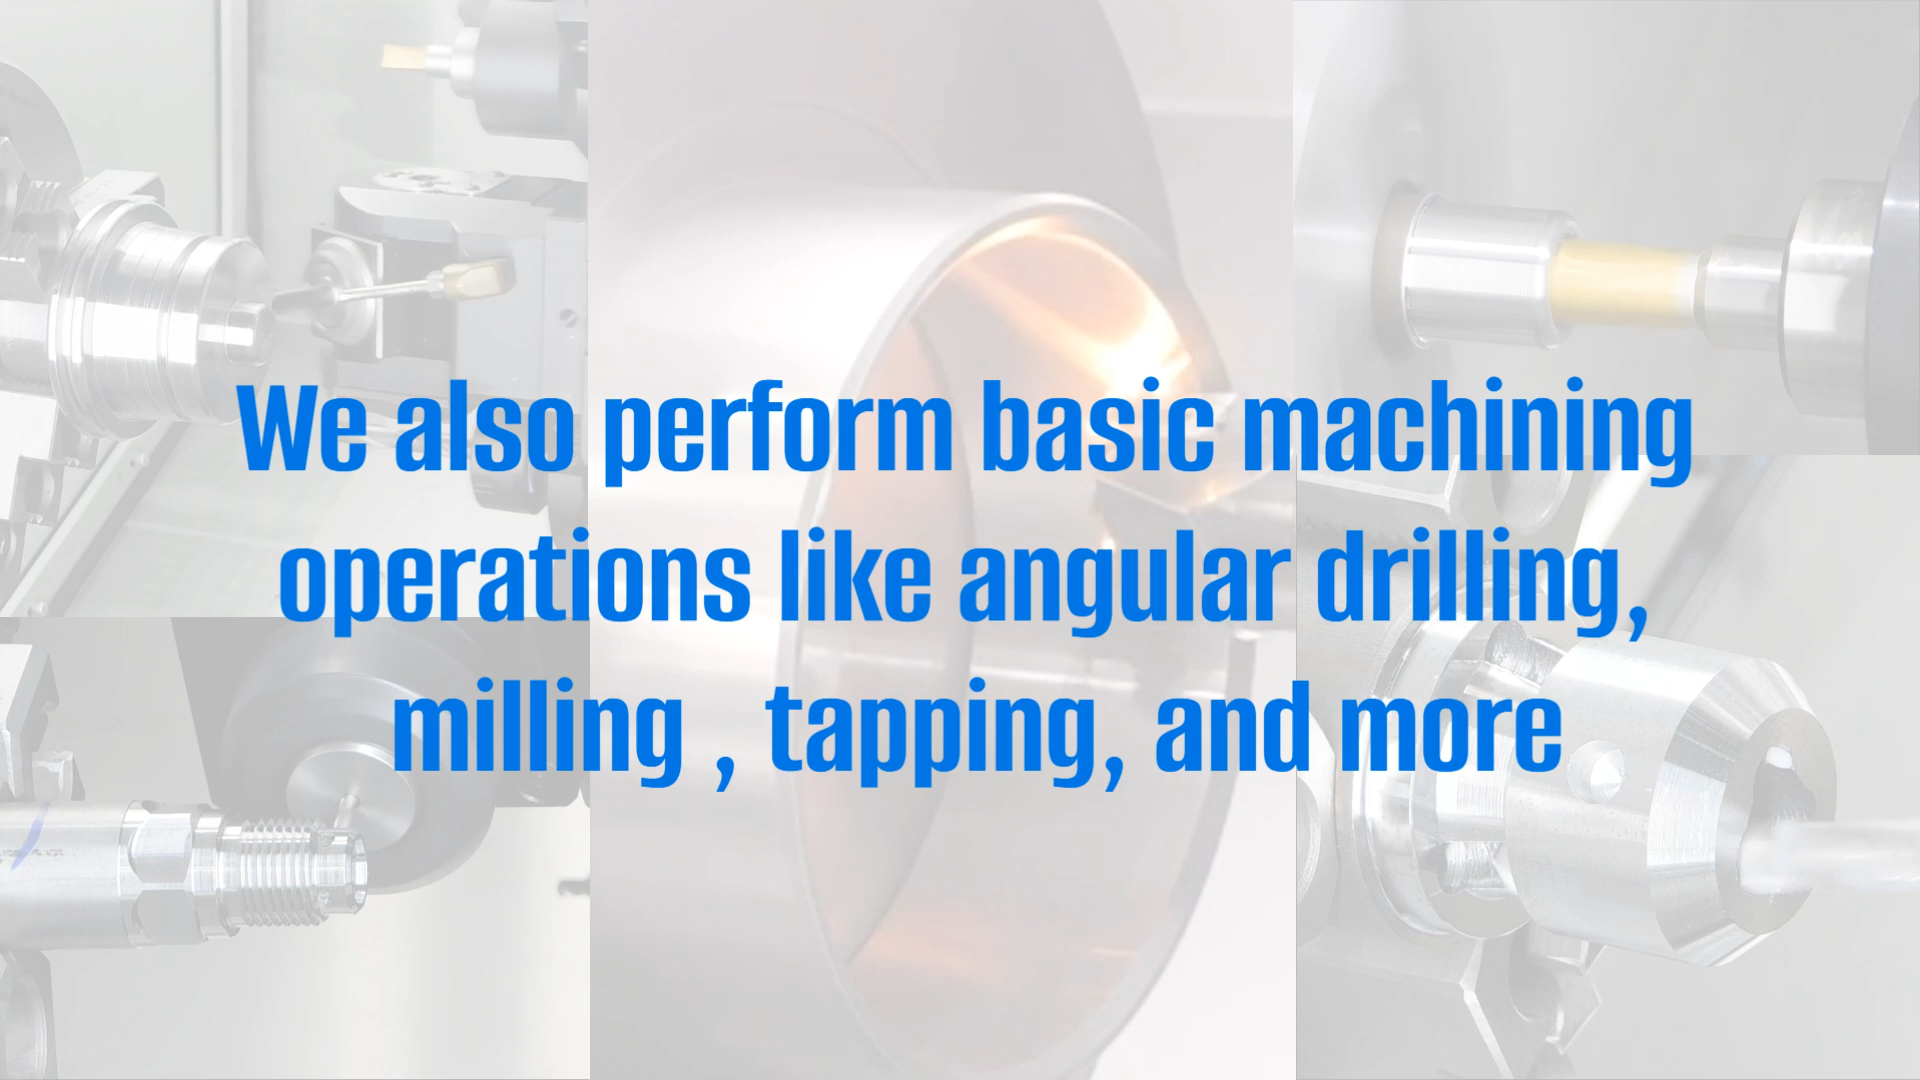 We also perform basic machining
operations like angular drilling,
milling , tapping, and more